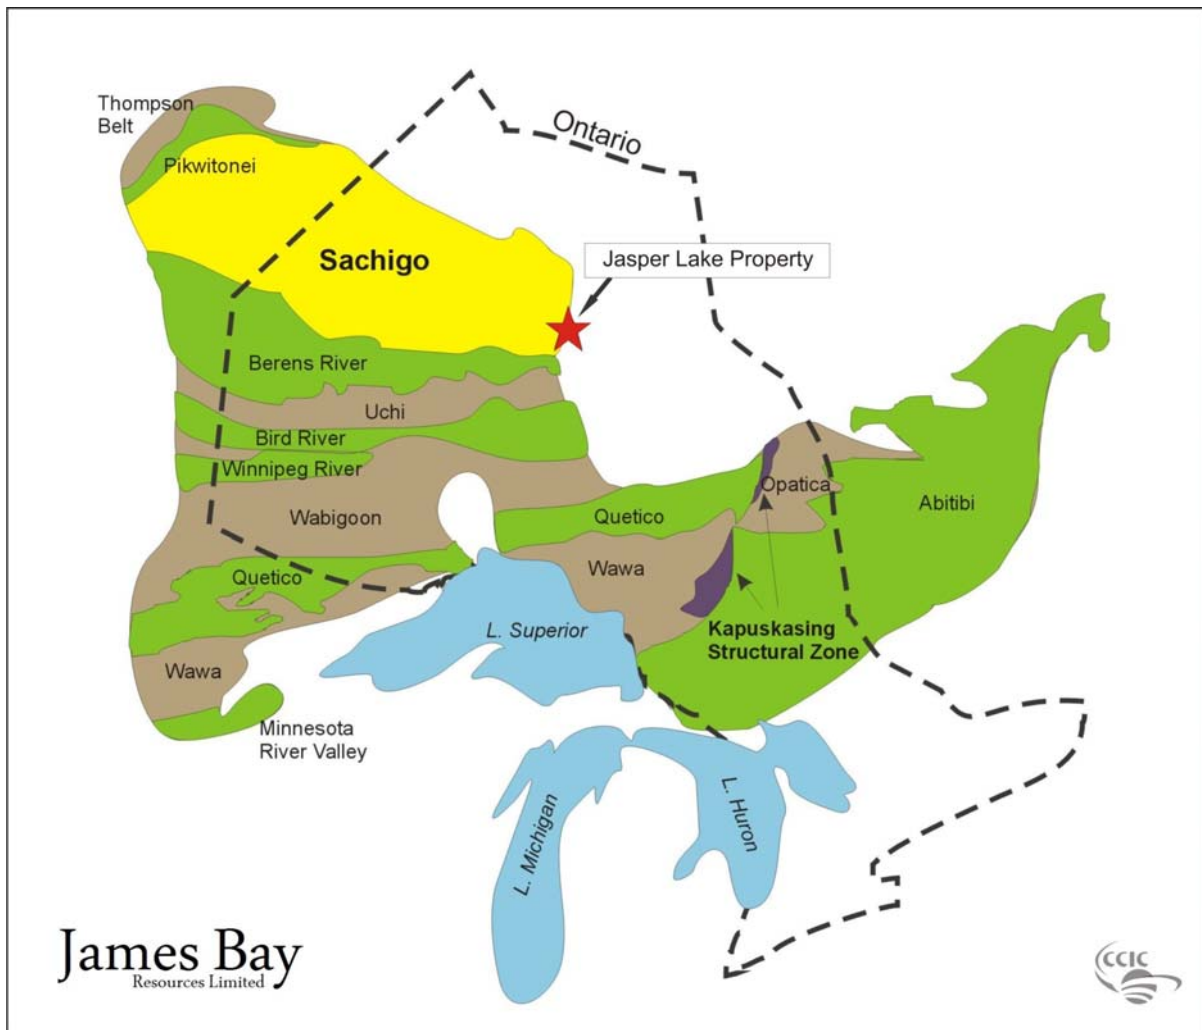 Thompson
Belt
Ontario
Pikwitonei
Sachigo
Jasper Lake Property
Berens River
Uchi
Bird River
Winnipeg River
Opatica
Abitibi
Wabigoon
Quetico
Wawa
Quetico
L. Superior
Kapuskasing
Structural Zone
Wawa
Minnesota
River Valley
L. Michigan
L. Huron
James Bay
Resources Limited
CCIC